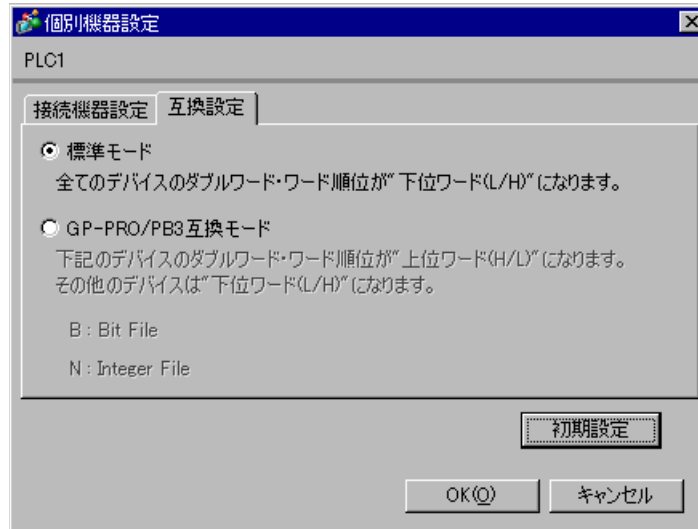 個別機器設定
PLC1
接続機器設定 互換設定
標準モード
全てのデバイスのダブルワード・ワード順位が"下位ワード(L/H)"になります。
GP-PRO/PB3互換モード
下記のデバイスのダブルワード・ワード順位が"上位ワード(H/L)"になります。
その他のデバイスは"下位ワード(L/H)"になります。
B : Bit File
N : Integer File
初期設定
OK(O) キャンセル